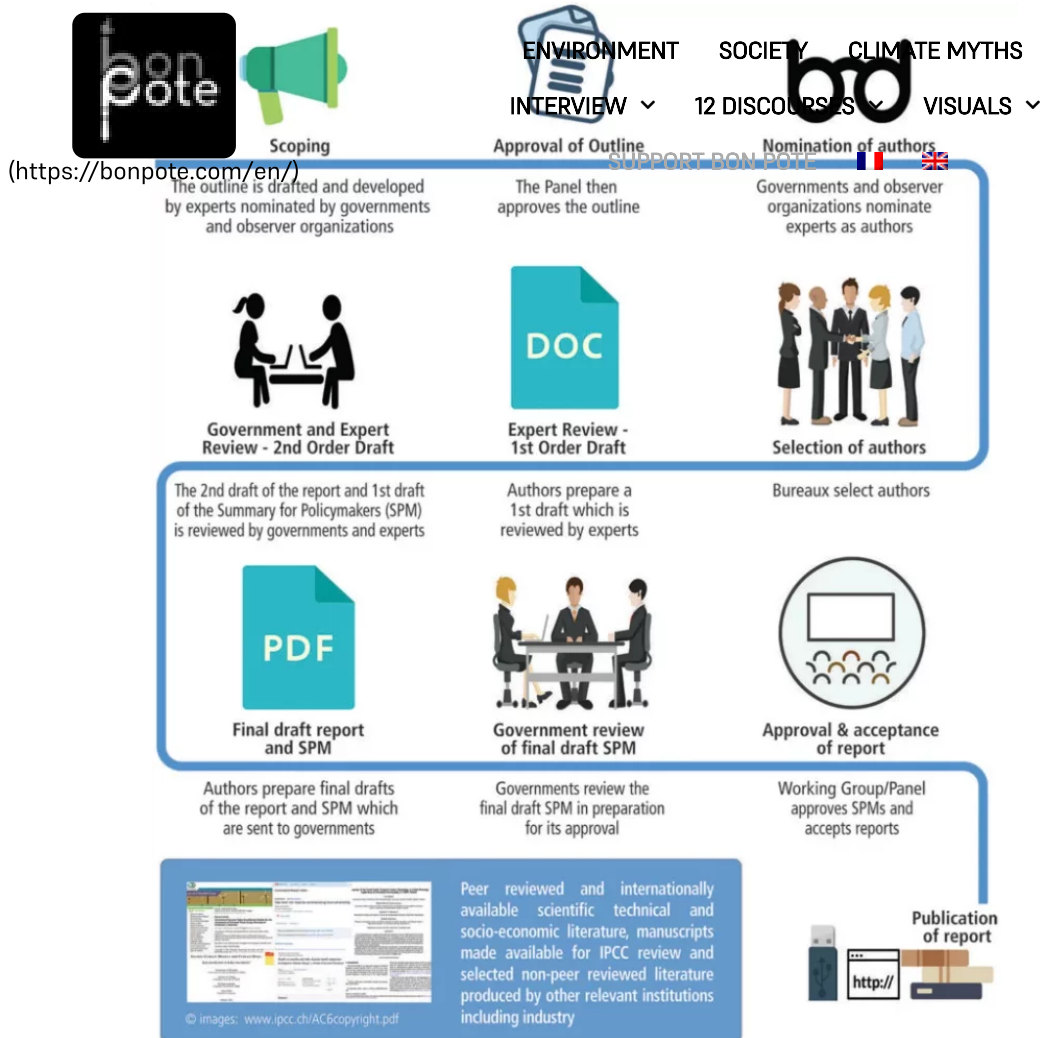 bon
pote
ENVIRONMENT SOCIETY CLIMATE MYTHS
INTERVIEW 12 DISCOURSES VISUALS
SUPPORT BON POTE
(https://bonpote.com/en/)
Scoping
The outline is drafted and developed
by experts nominated by governments
and observer organizations
Approval of Outline
The Panel then
approves the outline
Nomination of authors
Governments and observer
organizations nominate
experts as authors
Government and Expert
Review - 2nd Order Draft
The 2nd draft of the report and 1st draft
of the Summary for Policymakers (SPM)
is reviewed by governments and experts
DOC
Expert Review -
1st Order Draft
Authors prepare a
1st draft which is
reviewed by experts
Selection of authors
Bureaux select authors
PDF
Final draft report
and SPM
Authors prepare final drafts
of the report and SPM which
are sent to governments
Government review
of final draft SPM
Governments review the
final draft SPM in preparation
for its approval
Approval & acceptance
of report
Working Group/Panel
approves SPMs and
accepts reports
Peer reviewed and internationally
available scientific technical and
socio-economic literature, manuscripts
made available for IPCC review and
selected non-peer reviewed literature
produced by other relevant institutions
including industry
© images: www.ipcc.ch/AC6copyright.pdf
Publication
of report
http://